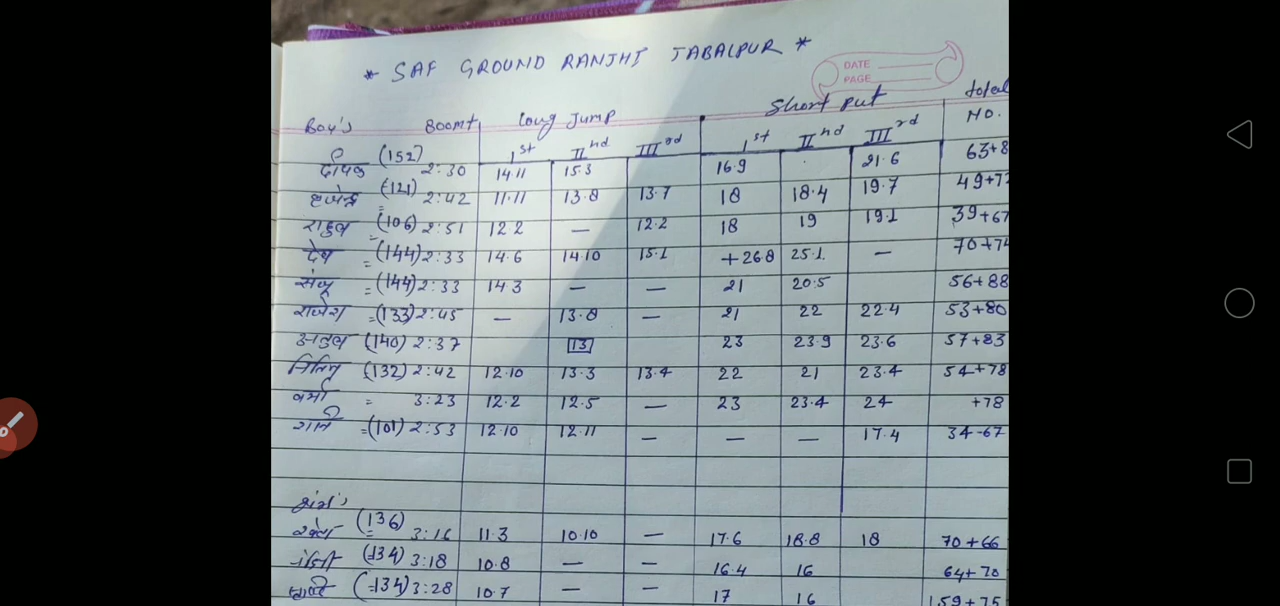 * SAF GROUND RANJHI JABALPUR *
DATE
PAGE
Boy's 800mt Long Jump Short Put total
1st IInd IIIrd 1st IInd IIIrd NO.
दीपक (152) 2:30 14.11 15.3 16.9 21.6 63+8
(121) 2:42 11.11 13.8 13.7 18 18.4 19.7 49+7
राहुल (106) 2:51 12.2 — 12.2 18 19 19.1 39+67
देव = (144) 2:33 14.6 14.10 15.1 +268 25.1 — 70+74
संजू = (144) 2:33 14.3 — — 21 20.5 56+88
राजेश =(133) 2:45 — 13.8 — 21 22 22.4 53+80
(140) 2:37 13 23 23.9 23.6 57+83
(132) 2:42 12.10 13.3 13.4 22 21 23.4 54+78
वर्मा = 3:23 12.2 12.5 — 23 23.4 24 +78
=(101) 2:53 12.10 12.11 — — — 17.4 34-67
(136) 3:16 11.3 10.10 — 17.6 18.8 18 70+66
(134) 3:18 10.8 — — 16.4 16 64+70
(134) 3:28 10.7 — — 17 16 59+75